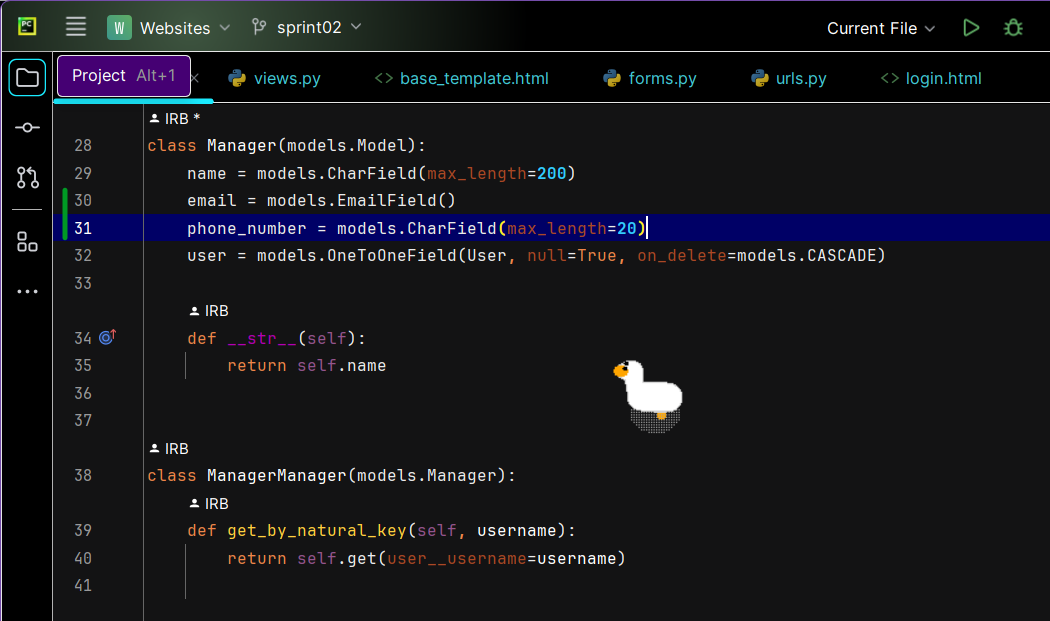 PC W Websites sprint02 Current File
Project Alt+1 views.py <> base_template.html forms.py urls.py <> login.html
IRB *
28 class Manager(models.Model):
29 name = models.CharField(max_length=200)
30 email = models.EmailField()
31 phone_number = models.CharField(max_length=20)
32 user = models.OneToOneField(User, null=True, on_delete=models.CASCADE)
33
IRB
34 def __str__(self):
35 return self.name
36
37
IRB
38 class ManagerManager(models.Manager):
IRB
39 def get_by_natural_key(self, username):
40 return self.get(user__username=username)
41